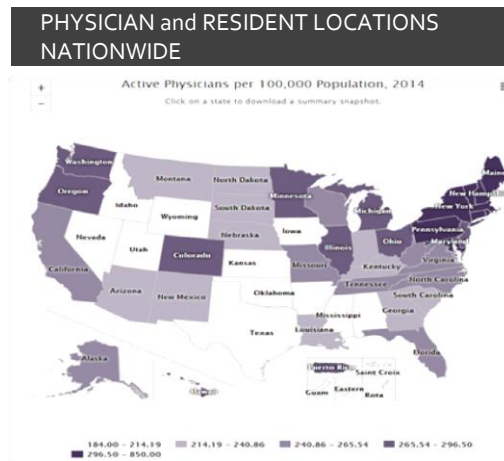 PHYSICIAN and RESIDENT LOCATIONS
NATIONWIDE
+
−
Active Physicians per 100,000 Population, 2014
Click on a state to download a summary snapshot.
Washington
Maine
Montana
North Dakota
Oregon
Minnesota
New Hamp
Idaho
South Dakota
Michigan
New York
Wyoming
Iowa
Pennsylvania
Nebraska
Nevada
Illinois
Ohio
Maryland
Utah
Colorado
Virginia
California
Kansas
Missouri
Kentucky
Tennessee
North Carolina
Arizona
New Mexico
Oklahoma
South Carolina
Mississippi
Georgia
Texas
Louisiana
Alaska
Florida
Hawaii
Puerto Rico
Saint Croix
Guam
Eastern
Rota
184.00 - 214.19
214.19 - 240.86
240.86 - 265.54
265.54 - 296.50
296.50 - 850.00